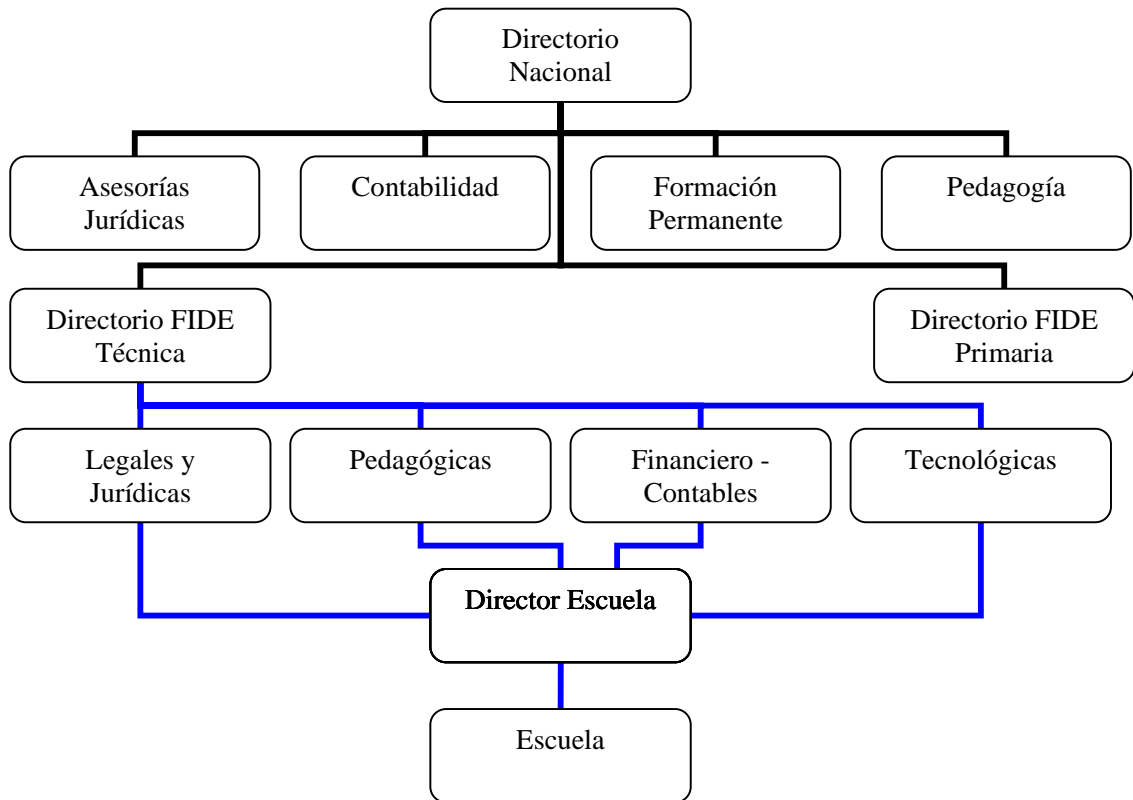 Directorio
Nacional
Asesorías
Jurídicas
Contabilidad
Formación
Permanente
Pedagogía
Directorio FIDE
Técnica
Directorio FIDE
Primaria
Legales y
Jurídicas
Pedagógicas
Financiero -
Contables
Tecnológicas
Director Escuela
Escuela